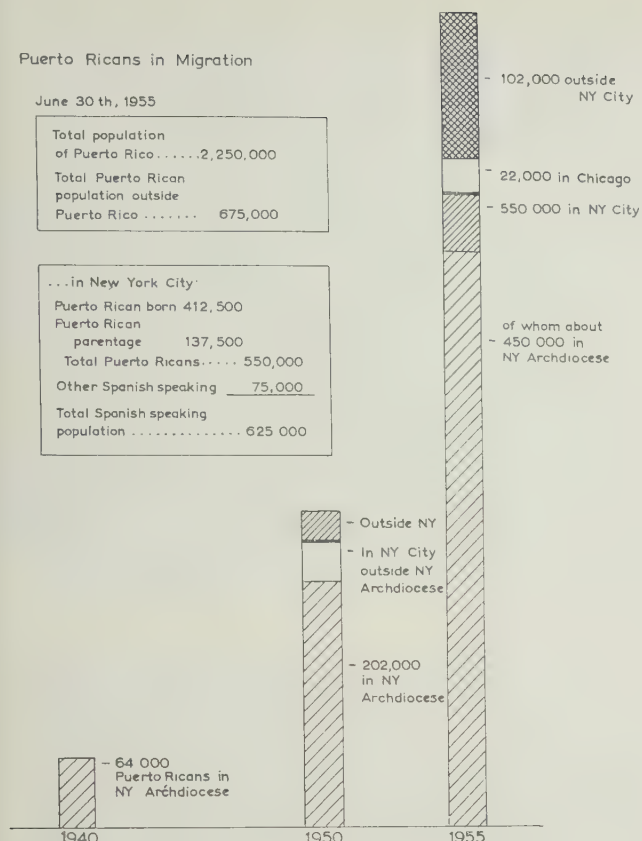 Puerto Ricans in Migration
June 30th, 1955
Total population
of Puerto Rico......2,250,000
Total Puerto Rican
population outside
Puerto Rico ....... 675,000
...in New York City:
Puerto Rican born 412,500
Puerto Rican
parentage 137,500
Total Puerto Ricans..... 550,000
Other Spanish speaking 75,000
Total Spanish speaking
population .............. 625 000
- 102,000 outside
NY City
- 22,000 in Chicago
- 550 000 in NY City
of whom about
- 450 000 in
NY Archdiocese
- Outside NY
- In NY City
outside NY
Archdiocese
- 202,000
in NY
Archdiocese
- 64 000
Puerto Ricans in
NY Archdiocese
1940
1950
1955